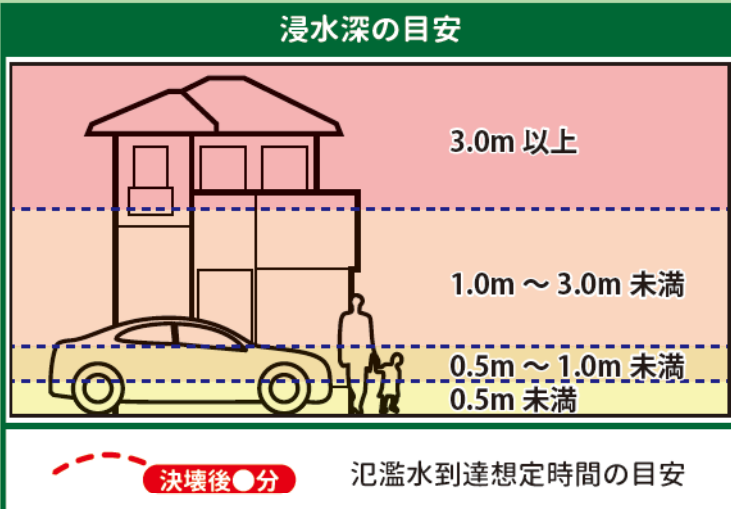 浸水深の目安
3.0m 以上
1.0m ～ 3.0m 未満
0.5m ～ 1.0m 未満
0.5m 未満
決壊後●分
氾濫水到達想定時間の目安